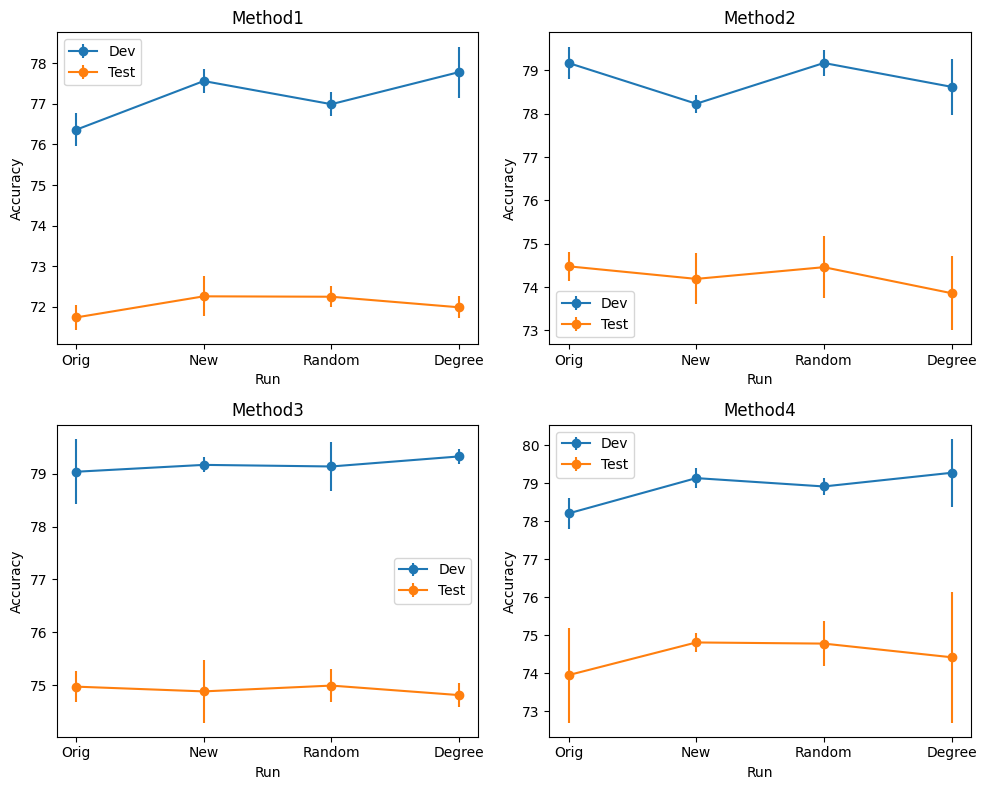 Method1
Dev
Test
78
77
76
75
74
73
72
Accuracy
Orig
New
Random
Degree
Run
Method2
79
78
77
76
75
74
73
Accuracy
Dev
Test
Orig
New
Random
Degree
Run
Method3
79
78
77
76
75
Accuracy
Dev
Test
Orig
New
Random
Degree
Run
Method4
Dev
Test
80
79
78
77
76
75
74
73
Accuracy
Orig
New
Random
Degree
Run